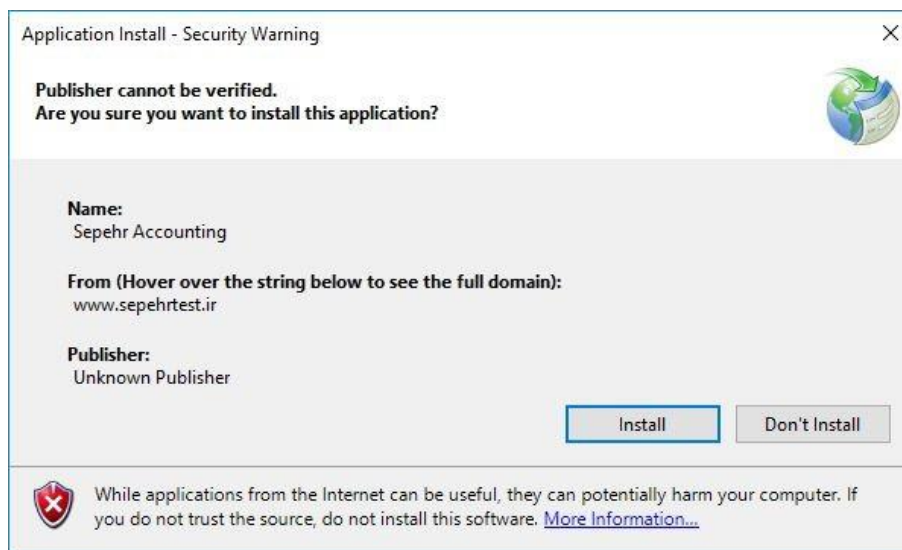 Application Install - Security Warning
Publisher cannot be verified.
Are you sure you want to install this application?
Name:
Sepehr Accounting
From (Hover over the string below to see the full domain):
www.sepehrtest.ir
Publisher:
Unknown Publisher
Install
Don't Install
While applications from the Internet can be useful, they can potentially harm your computer. If
you do not trust the source, do not install this software. More Information...